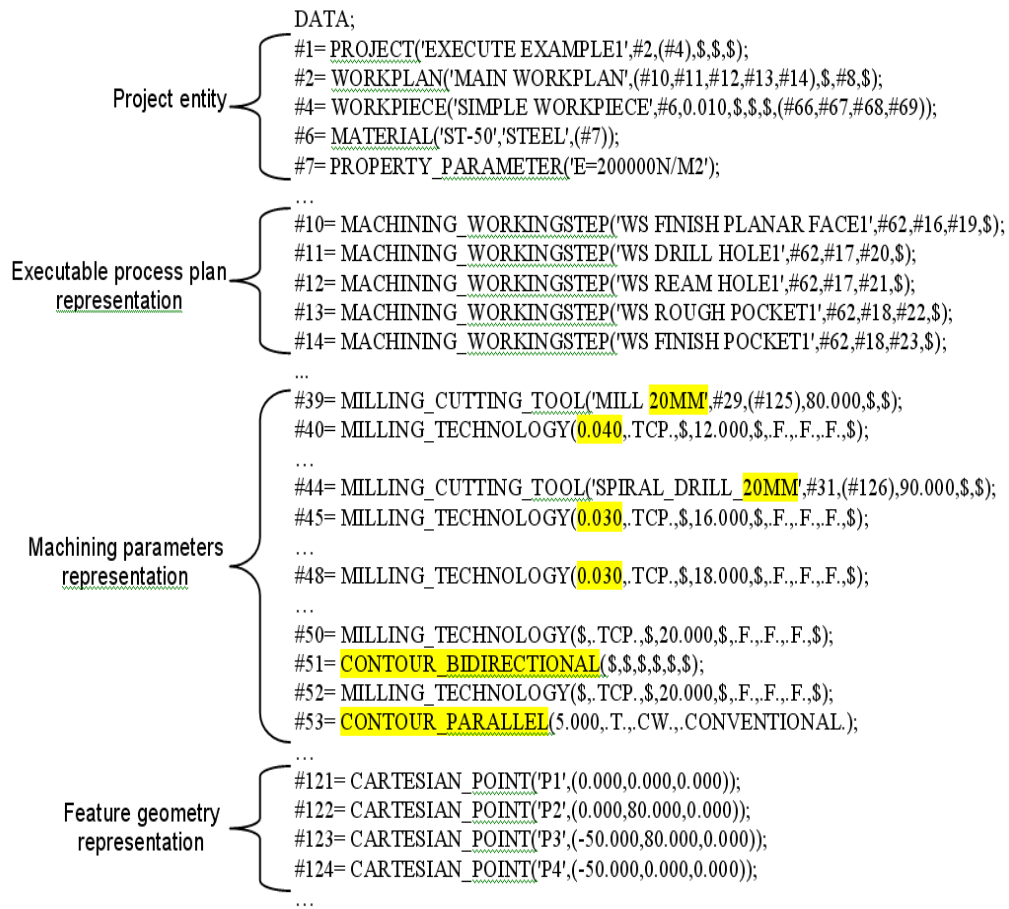 DATA;
Project entity
#1= PROJECT('EXECUTE EXAMPLE1',#2,(#4),$,$,$);
#2= WORKPLAN('MAIN WORKPLAN',(#10,#11,#12,#13,#14),$,#8,$);
#4= WORKPIECE('SIMPLE WORKPIECE',#6,0.010,$,$,$,(#66,#67,#68,#69));
#6= MATERIAL('ST-50','STEEL',(#7));
#7= PROPERTY_PARAMETER('E=200000N/M2');
...
Executable process plan
representation
#10= MACHINING_WORKINGSTEP('WS FINISH PLANAR FACE1',#62,#16,#19,$);
#11= MACHINING_WORKINGSTEP('WS DRILL HOLE1',#62,#17,#20,$);
#12= MACHINING_WORKINGSTEP('WS REAM HOLE1',#62,#17,#21,$);
#13= MACHINING_WORKINGSTEP('WS ROUGH POCKET1',#62,#18,#22,$);
#14= MACHINING_WORKINGSTEP('WS FINISH POCKET1',#62,#18,#23,$);
...
Machining parameters
representation
#39= MILLING_CUTTING_TOOL('MILL 20MM',#29,(#125),80.000,$,$);
#40= MILLING_TECHNOLOGY(0.040,.TCP.,$,12.000,$,.F.,.F.,.F.,$);
...
#44= MILLING_CUTTING_TOOL('SPIRAL_DRILL_20MM',#31,(#126),90.000,$,$);
#45= MILLING_TECHNOLOGY(0.030,.TCP.,$,16.000,$,.F.,.F.,.F.,$);
...
#48= MILLING_TECHNOLOGY(0.030,.TCP.,$,18.000,$,.F.,.F.,.F.,$);
...
#50= MILLING_TECHNOLOGY($,.TCP.,$,20.000,$,.F.,.F.,.F.,$);
#51= CONTOUR_BIDIRECTIONAL($,$,$,$,$,$);
#52= MILLING_TECHNOLOGY($,.TCP.,$,20.000,$,.F.,.F.,.F.,$);
#53= CONTOUR_PARALLEL(5.000,.T.,.CW.,.CONVENTIONAL.);
...
Feature geometry
representation
#121= CARTESIAN_POINT('P1',(0.000,0.000,0.000));
#122= CARTESIAN_POINT('P2',(0.000,80.000,0.000));
#123= CARTESIAN_POINT('P3',(-50.000,80.000,0.000));
#124= CARTESIAN_POINT('P4',(-50.000,0.000,0.000));
...